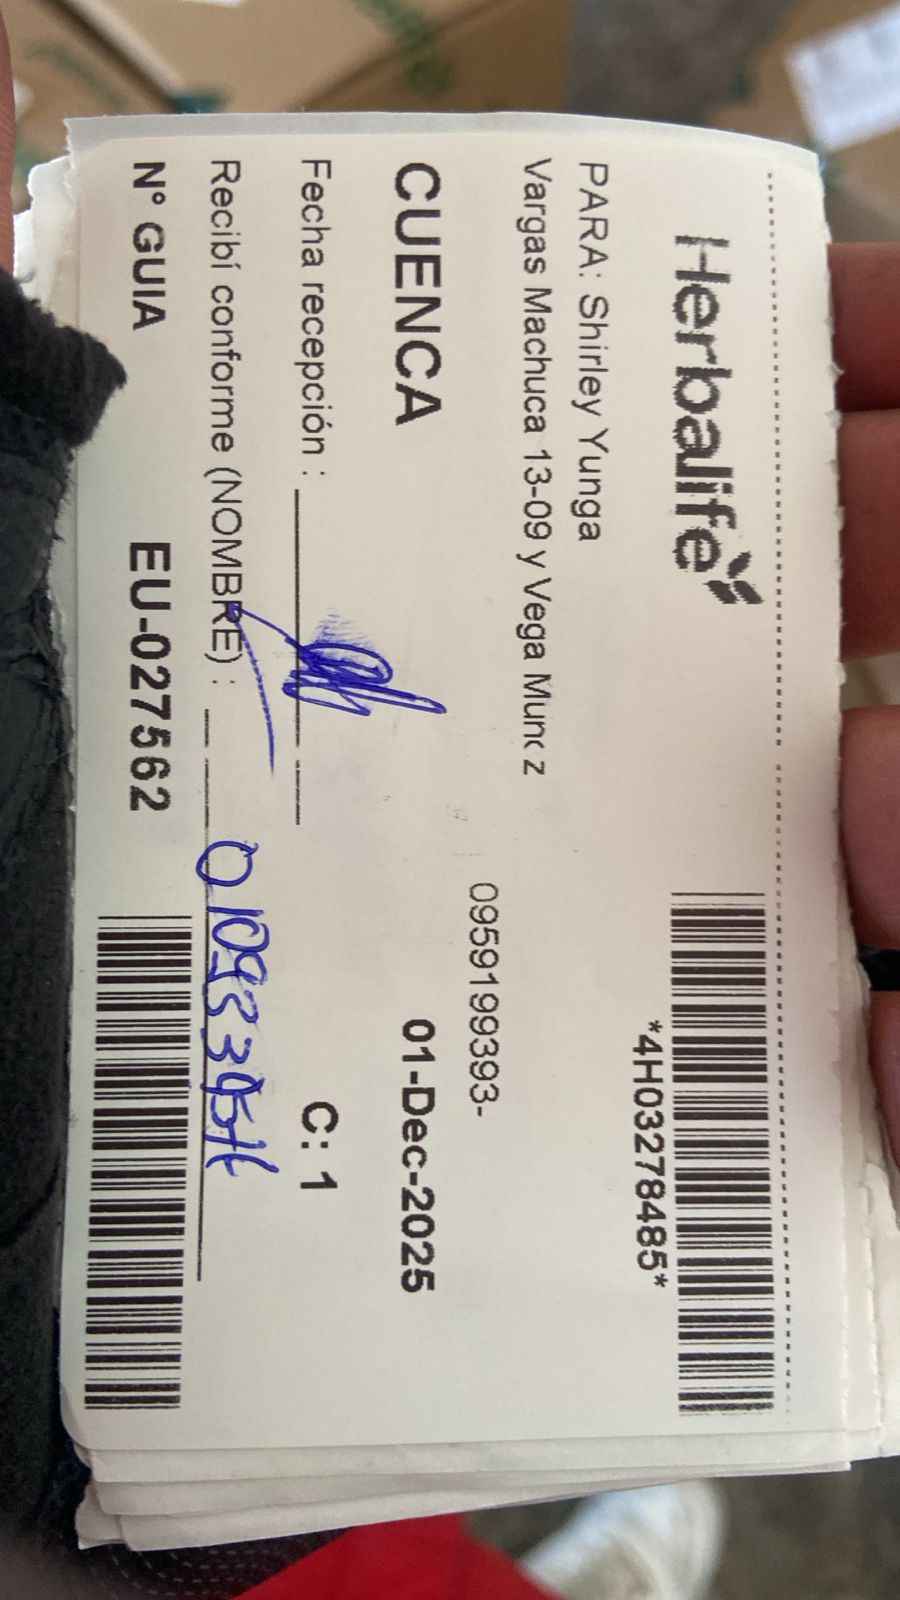 Herbalife
*4H03278485*
PARA: Shirley Yunga
Vargas Machuca 13-09 y Vega
0959199393-
CUENCA 01-Dec-2025
Fecha recepción : C: 1
Recibí conforme (NOMBRE) :
N° GUIA EU-027562